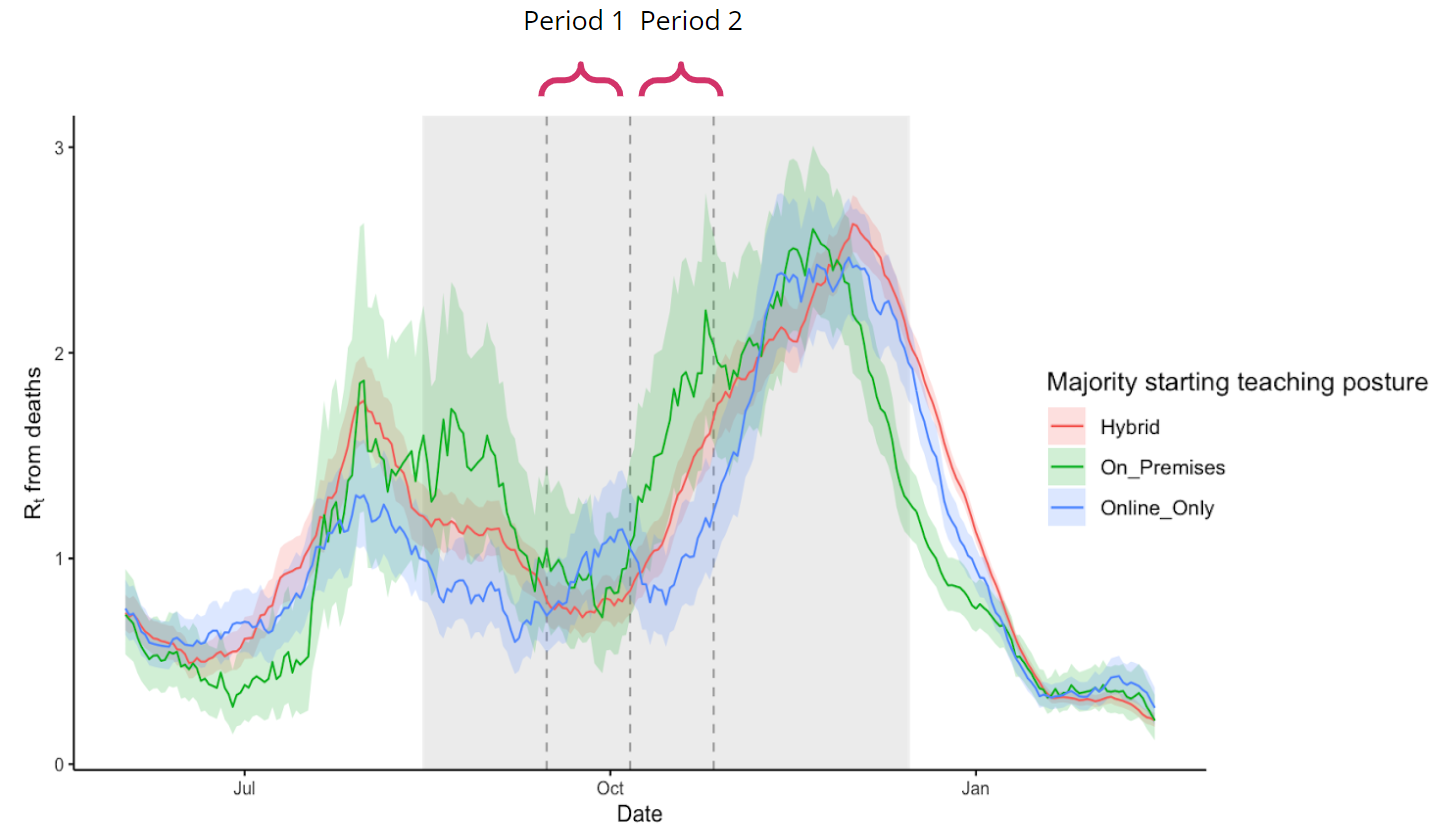 Period 1 Period 2
3
2
1
0
Rt from deaths
Jul
Oct
Jan
Date
Majority starting teaching posture
Hybrid
On_Premises
Online_Only